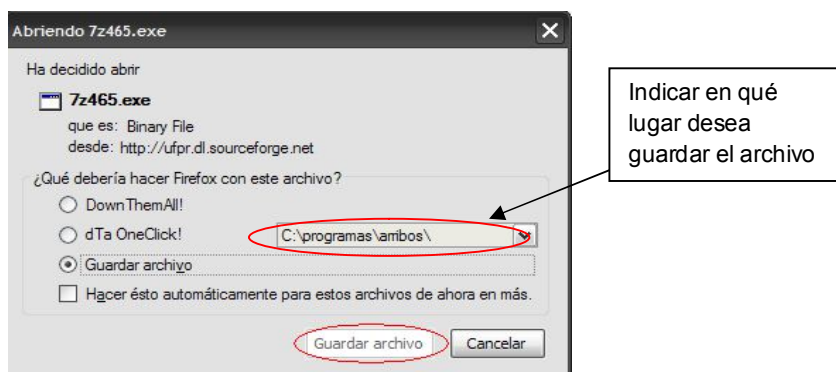 Abriendo 7z465.exe
Ha decidido abrir
7z465.exe
que es: Binary File
desde: http://ufpr.dl.sourceforge.net
¿Qué debería hacer Firefox con este archivo?
DownThemAll!
dTa OneClick!
C:\programas\arribos\
Guardar archivo
Hacer ésto automáticamente para estos archivos de ahora en más.
Guardar archivo
Cancelar
Indicar en qué
lugar desea
guardar el archivo